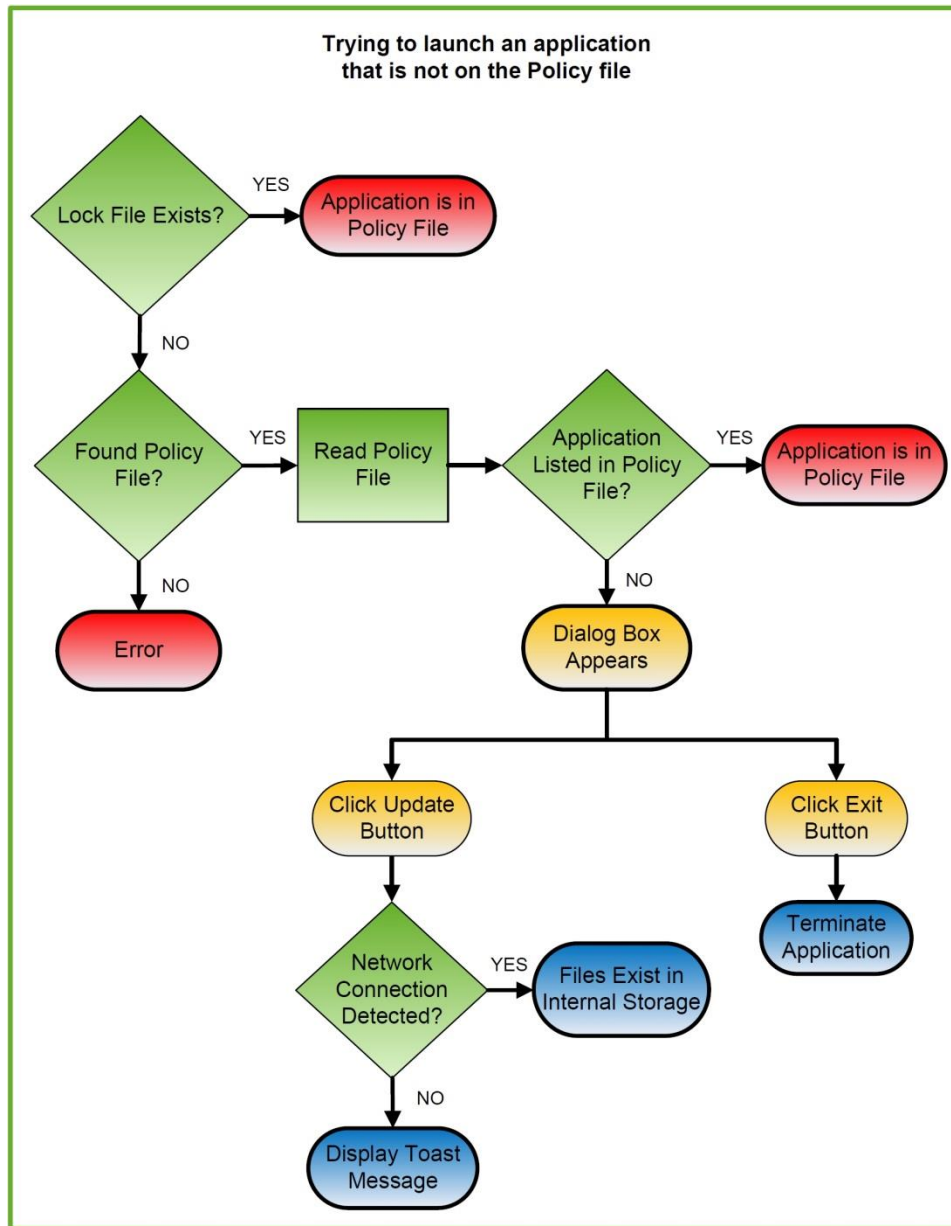 Trying to launch an application
that is not on the Policy file
Lock File Exists?
YES
Application is in
Policy File
NO
Found Policy
File?
YES
Read Policy
File
Application
Listed in Policy
File?
YES
Application is in
Policy File
NO
Error
NO
Dialog Box
Appears
Click Update
Button
Click Exit
Button
Terminate
Application
Network
Connection
Detected?
YES
Files Exist in
Internal Storage
NO
Display Toast
Message